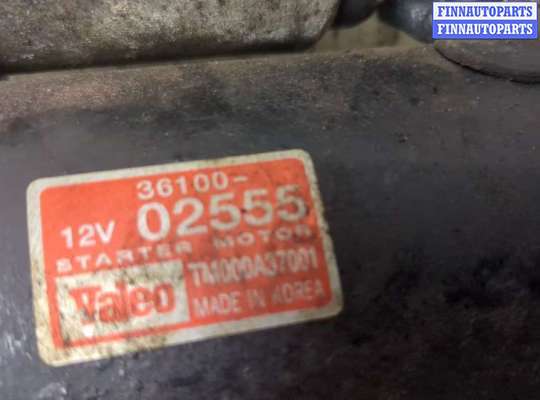 FINNAUTOPARTS
FINNAUTOPARTS
36100-
12V 02555
STARTER MOTOR
Valeo TM000A37001
MADE IN KOREA